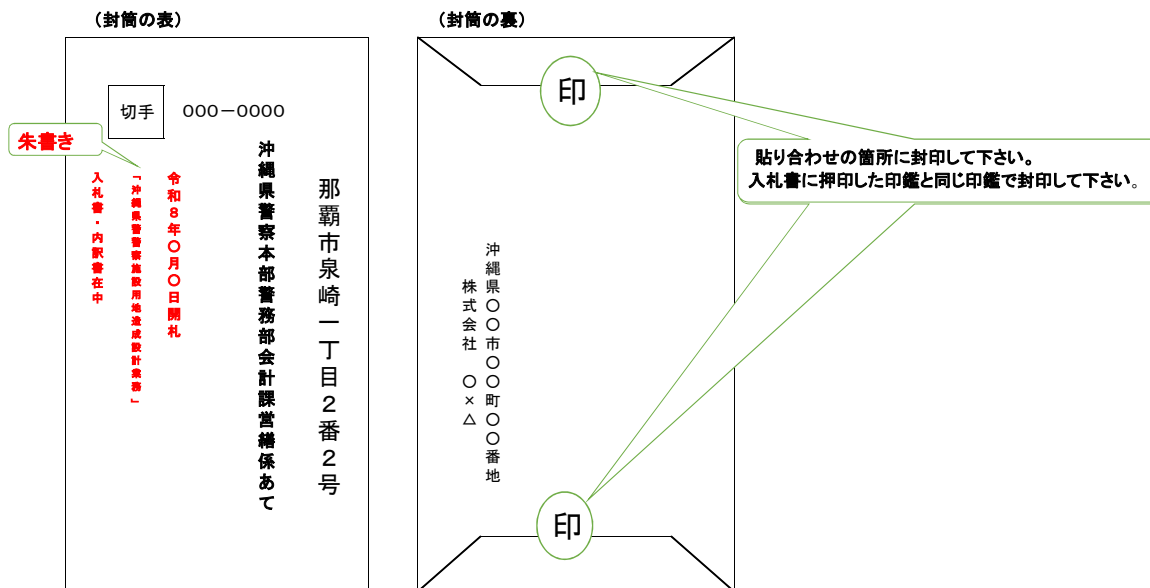 （封筒の表）
切手
000－0000
那覇市泉崎一丁目２番２号
沖縄県警察本部警務部会計課営繕係あて
朱書き
令和８年〇月〇日開札
「沖縄県警警察施設用地造成設計業務」
入札書・内訳書在中
（封筒の裏）
印
貼り合わせの箇所に封印して下さい。
入札書に押印した印鑑と同じ印鑑で封印して下さい。
沖縄県〇〇市〇〇町〇〇番地
株式会社　〇×△
印